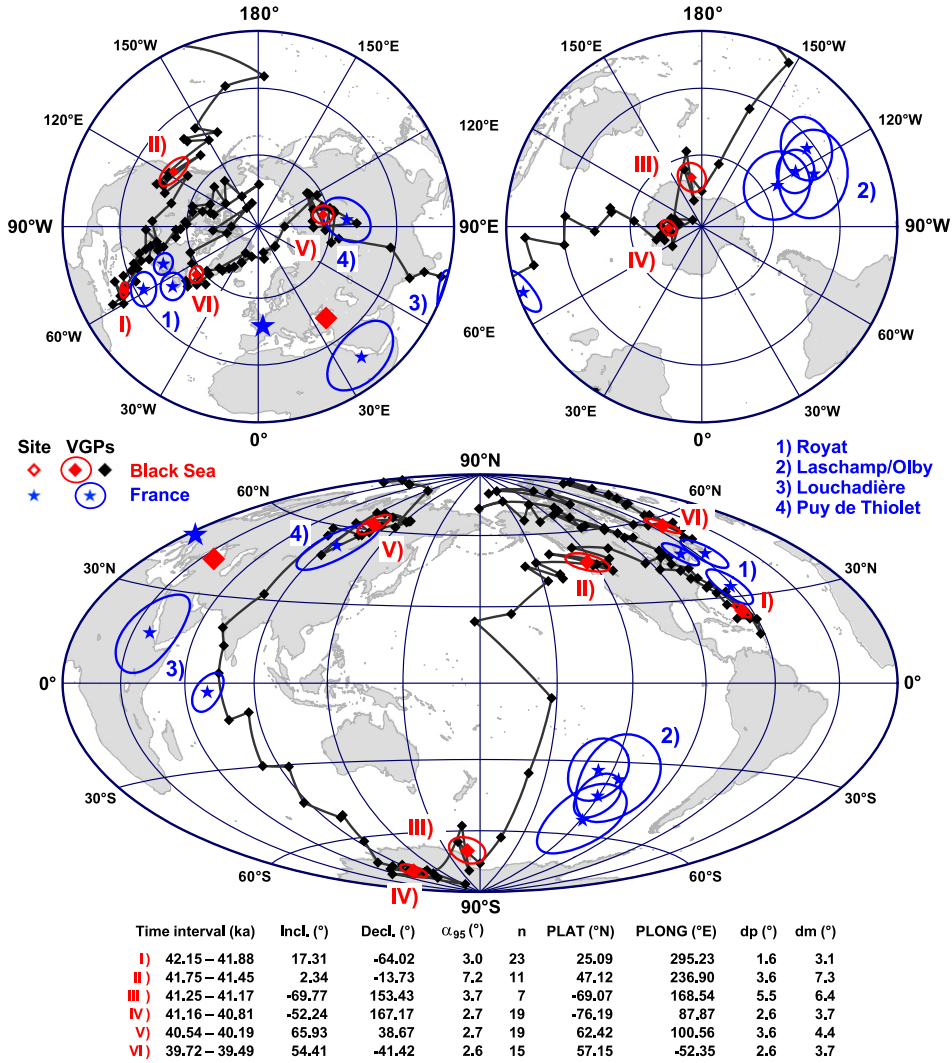 180° 180°
150°W 150°E 150°E 150°W
120°E 120°E 120°E 120°W
II) III) 2)
90°W 90°E 90°W
V) 4) IV)
I) 1) VI) 3)
60°W 60°E 60°E 60°W
30°W 30°E 30°E 30°W
0° 0°
Site VGPs
Black Sea
France
1) Royat
2) Laschamp/Olby
3) Louchadière
4) Puy de Thiolet
90°N
60°N 60°N
4) V) VI)
30°N II) 1) I) 30°N
3)
0° 0°
2)
30°S 30°S
III)
60°S IV) 60°S
90°S
Time interval (ka) Incl. (°) Decl. (°) α95 (°) n PLAT (°N) PLONG (°E) dp (°) dm (°)
I) 42.15 – 41.88 17.31 -64.02 3.0 23 25.09 295.23 1.6 3.1
II) 41.75 – 41.45 2.34 -13.73 7.2 11 47.12 236.90 3.6 7.3
III) 41.25 – 41.17 -69.77 153.43 3.7 7 -69.07 168.54 5.5 6.4
IV) 41.16 – 40.81 -52.24 167.17 2.7 19 -76.19 87.87 2.6 3.7
V) 40.54 – 40.19 65.93 38.67 2.7 19 62.42 100.56 3.6 4.4
VI) 39.72 – 39.49 54.41 -41.42 2.6 15 57.15 -52.35 2.6 3.7